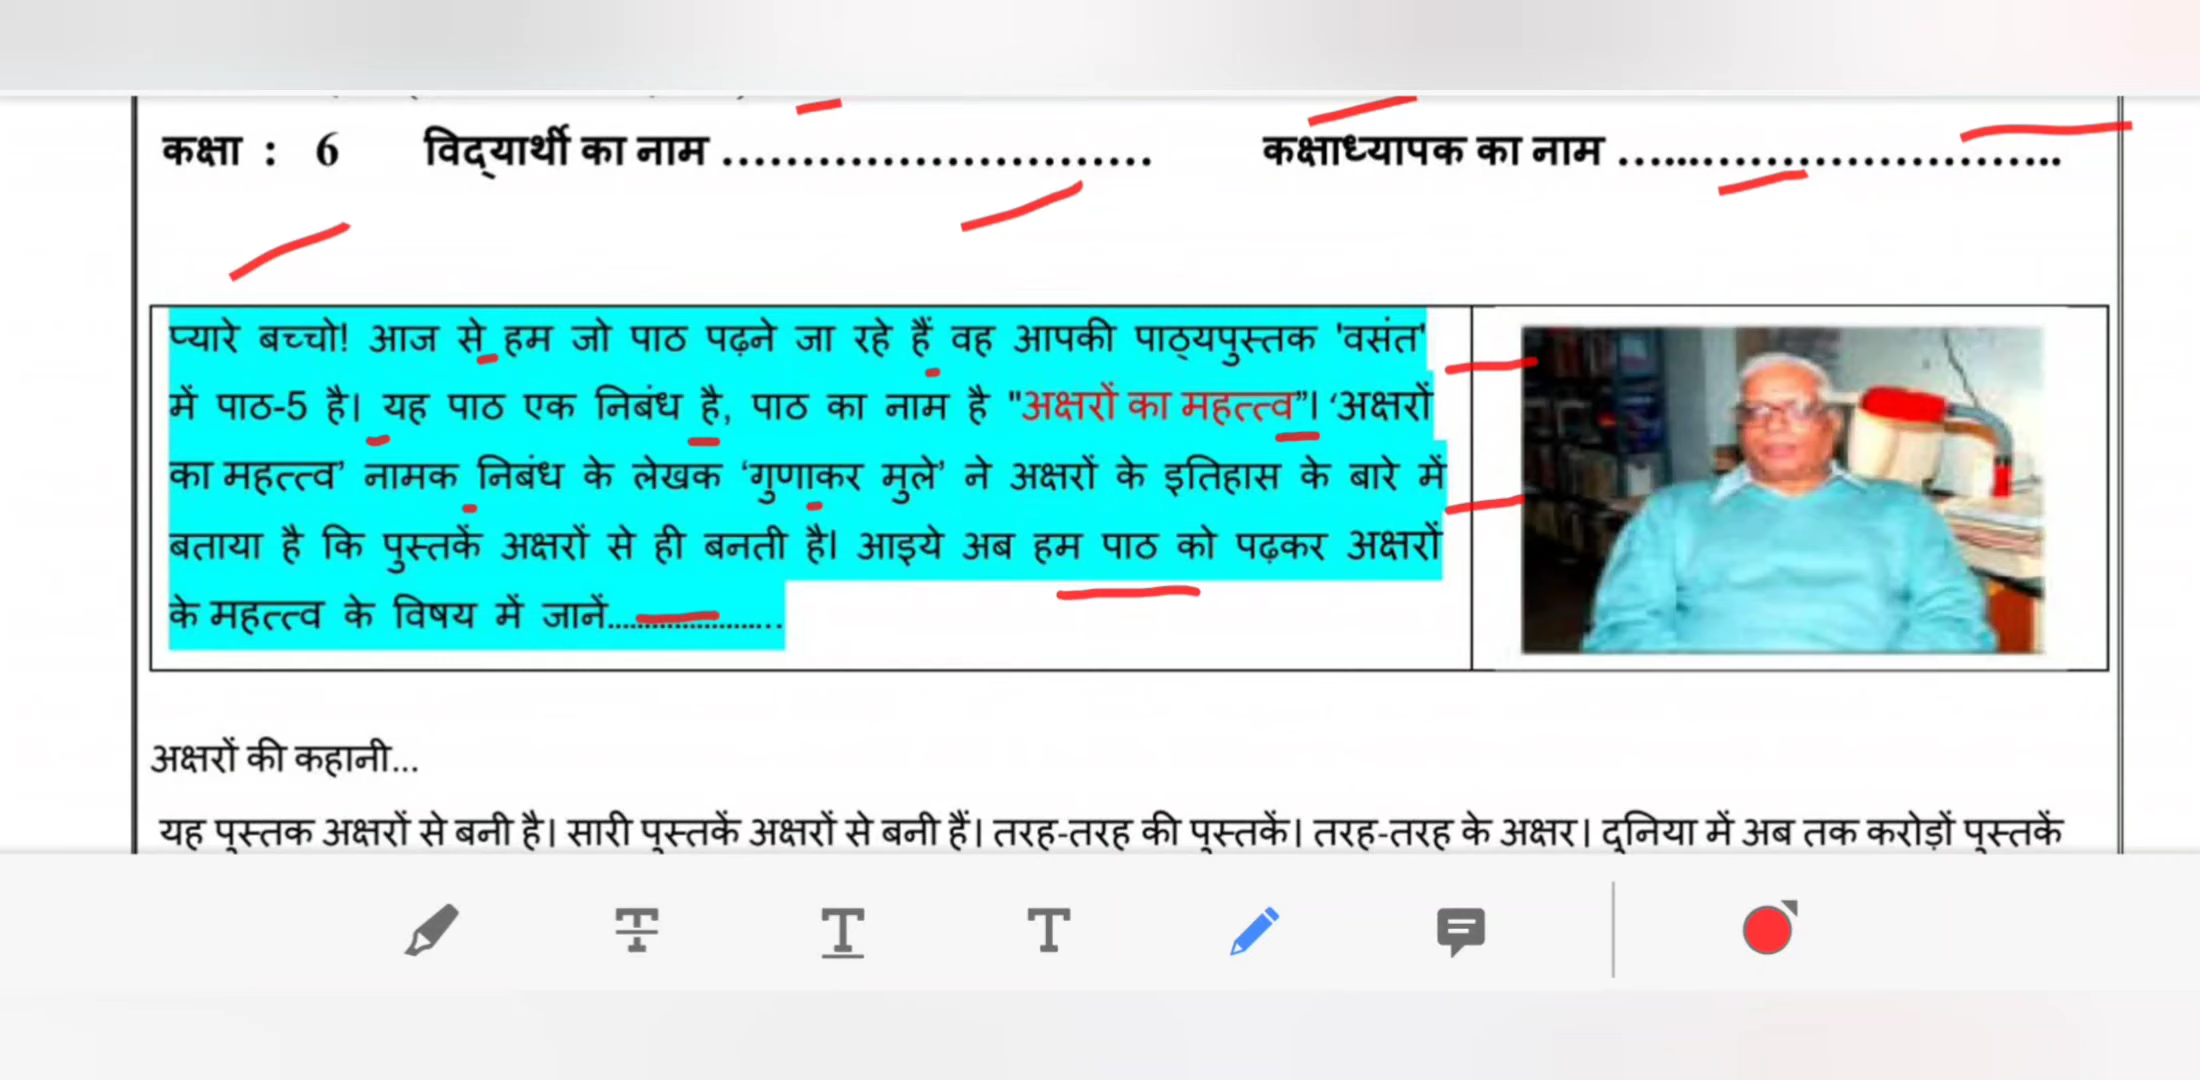 कक्षा : 6 विद्यार्थी का नाम ........................... कक्षाध्यापक का नाम ............................
प्यारे बच्चो! आज से हम जो पाठ पढ़ने जा रहे हैं वह आपकी पाठ्यपुस्तक 'वसंत'
में पाठ-5 है। यह पाठ एक निबंध है, पाठ का नाम है "अक्षरों का महत्त्व”। ‘अक्षरों
का महत्त्व’ नामक निबंध के लेखक ‘गुणाकर मुले’ ने अक्षरों के इतिहास के बारे में
बताया है कि पुस्तकें अक्षरों से ही बनती है। आइये अब हम पाठ को पढ़कर अक्षरों
के महत्त्व के विषय में जानें......................
अक्षरों की कहानी...
यह पुस्तक अक्षरों से बनी है। सारी पुस्तकें अक्षरों से बनी हैं। तरह-तरह की पुस्तकें। तरह-तरह के अक्षर। दुनिया में अब तक करोड़ों पुस्तकें